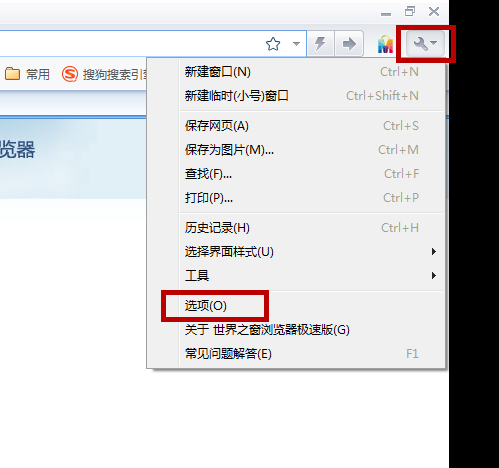 常用
搜狗搜索引擎
览器
新建窗口(N) Ctrl+N
新建临时(小号)窗口 Ctrl+Shift+N
保存网页(A) Ctrl+S
保存为图片(M)... Ctrl+M
查找(F)... Ctrl+F
打印(P)... Ctrl+P
历史记录(H) Ctrl+H
选择界面样式(U)
工具
选项(O)
关于 世界之窗浏览器极速版(G)
常见问题解答(E) F1